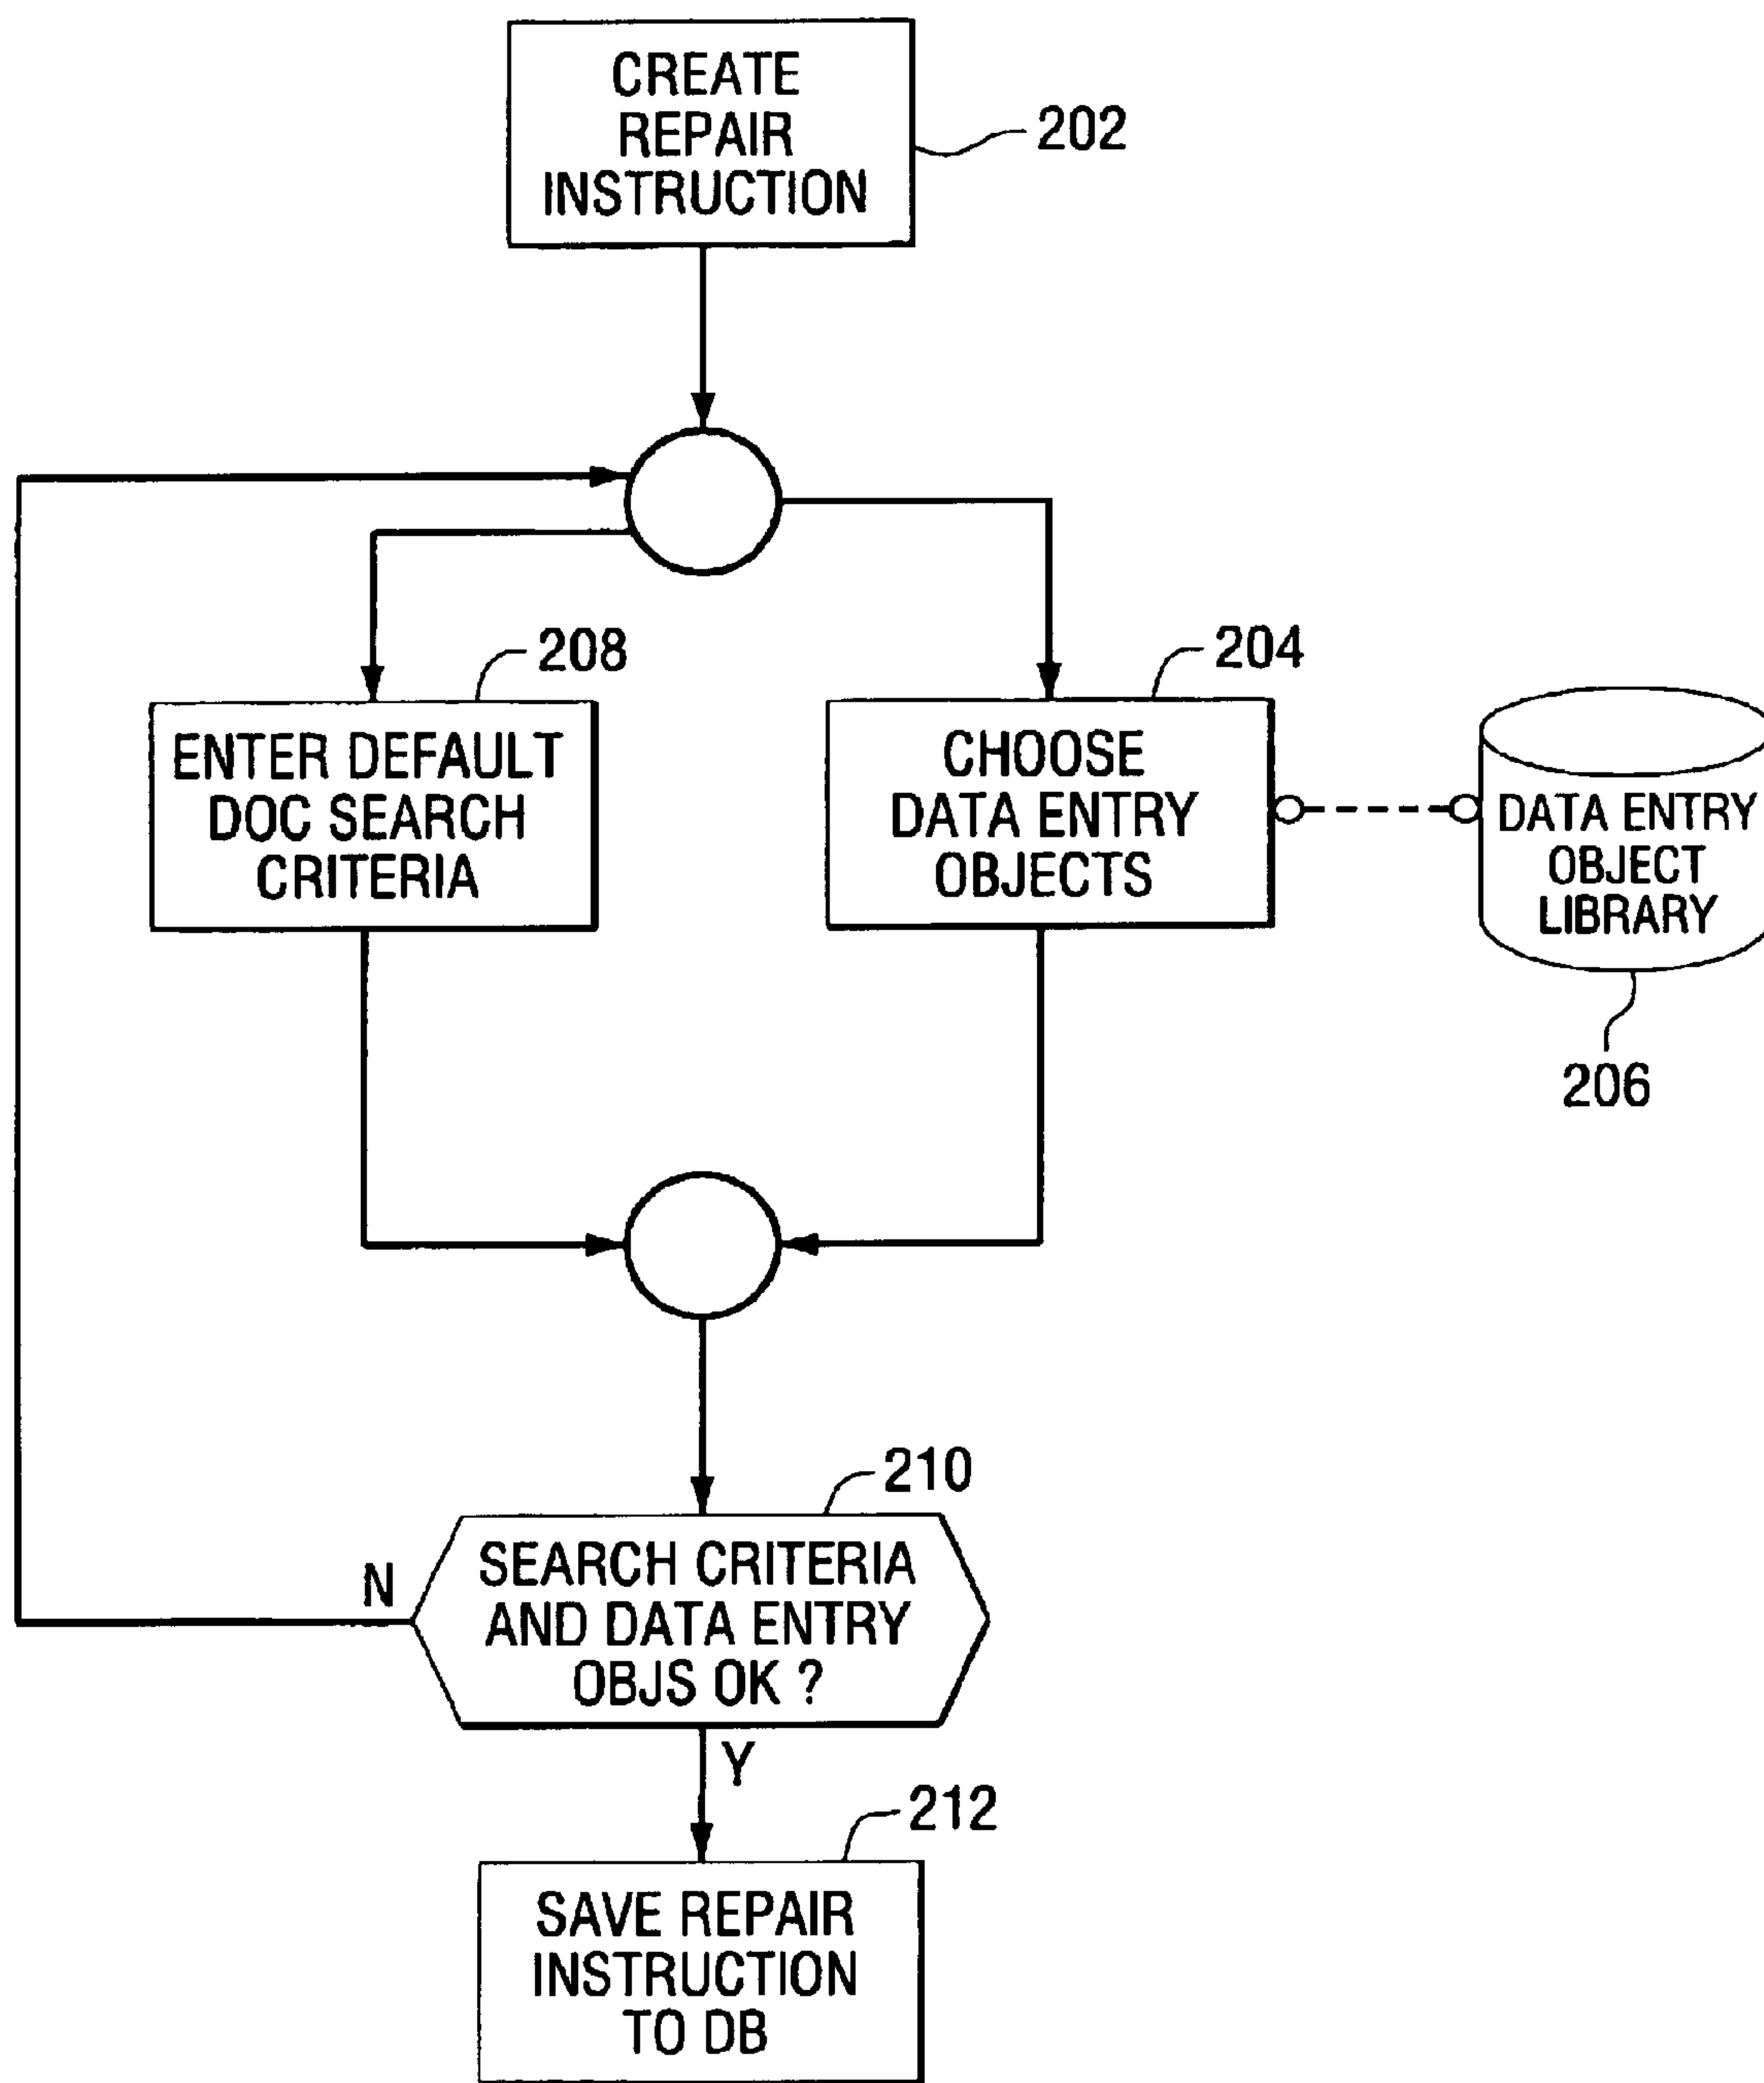 CREATE
REPAIR
INSTRUCTION
202
208
204
ENTER DEFAULT
DOC SEARCH
CRITERIA
CHOOSE
DATA ENTRY
OBJECTS
DATA ENTRY
OBJECT
LIBRARY
206
210
N
SEARCH CRITERIA
AND DATA ENTRY
OBJS OK ?
Y
212
SAVE REPAIR
INSTRUCTION
TO DB